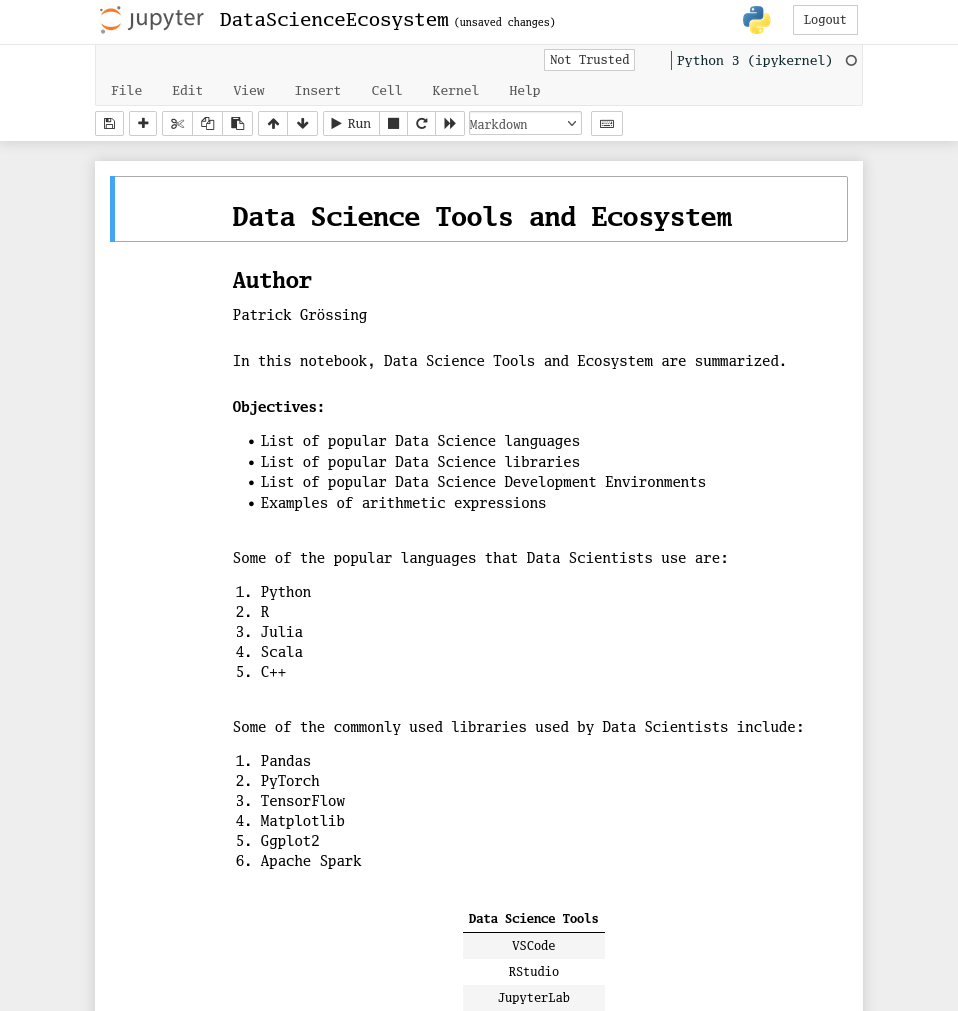 jupyter DataScienceEcosystem (unsaved changes) Logout
Not Trusted Python 3 (ipykernel)
File Edit View Insert Cell Kernel Help
Run Markdown
Data Science Tools and Ecosystem
Author
Patrick Grössing
In this notebook, Data Science Tools and Ecosystem are summarized.
Objectives:
• List of popular Data Science languages
• List of popular Data Science libraries
• List of popular Data Science Development Environments
• Examples of arithmetic expressions
Some of the popular languages that Data Scientists use are:
1. Python
2. R
3. Julia
4. Scala
5. C++
Some of the commonly used libraries used by Data Scientists include:
1. Pandas
2. PyTorch
3. TensorFlow
4. Matplotlib
5. Ggplot2
6. Apache Spark
Data Science Tools
VSCode
RStudio
JupyterLab